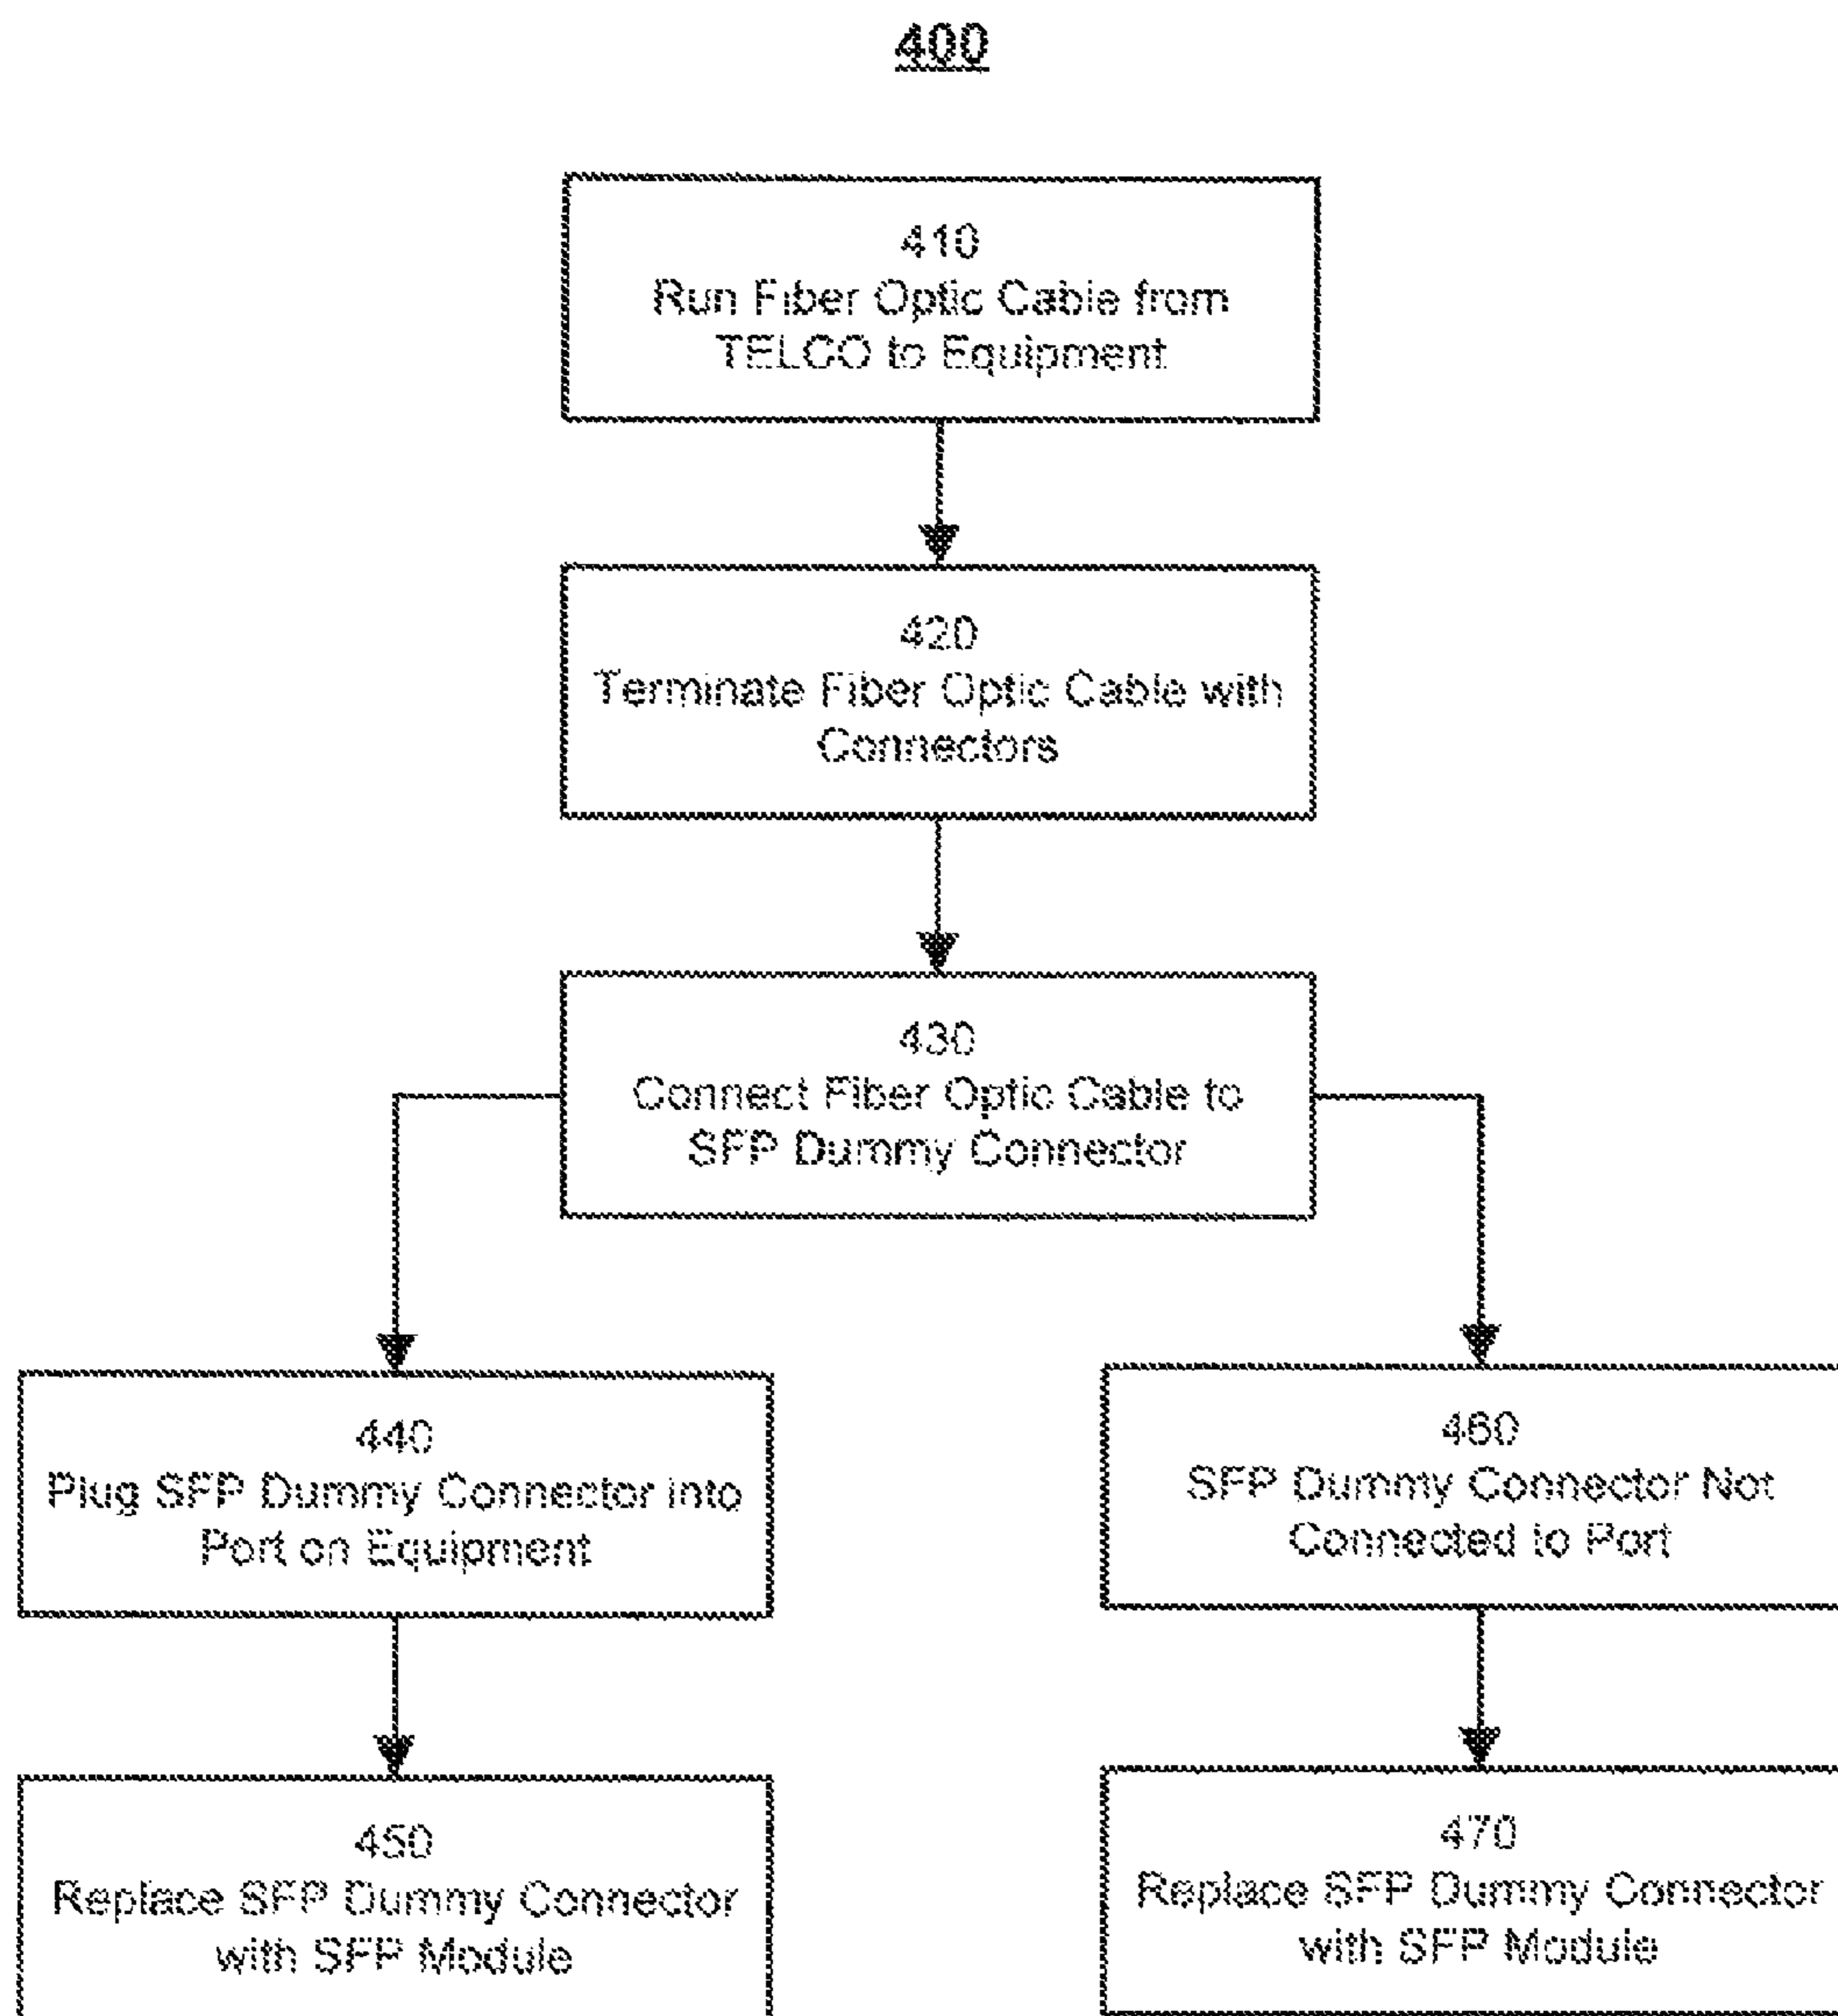 400
410
Run Fiber Optic Cable from
TELCO to Equipment
420
Terminate Fiber Optic Cable with
Connectors
430
Connect Fiber Optic Cable to
SFP Dummy Connector
440
Plug SFP Dummy Connector into
Port on Equipment
460
SFP Dummy Connector Not
Connected to Port
450
Replace SFP Dummy Connector
with SFP Module
470
Replace SFP Dummy Connector
with SFP Module